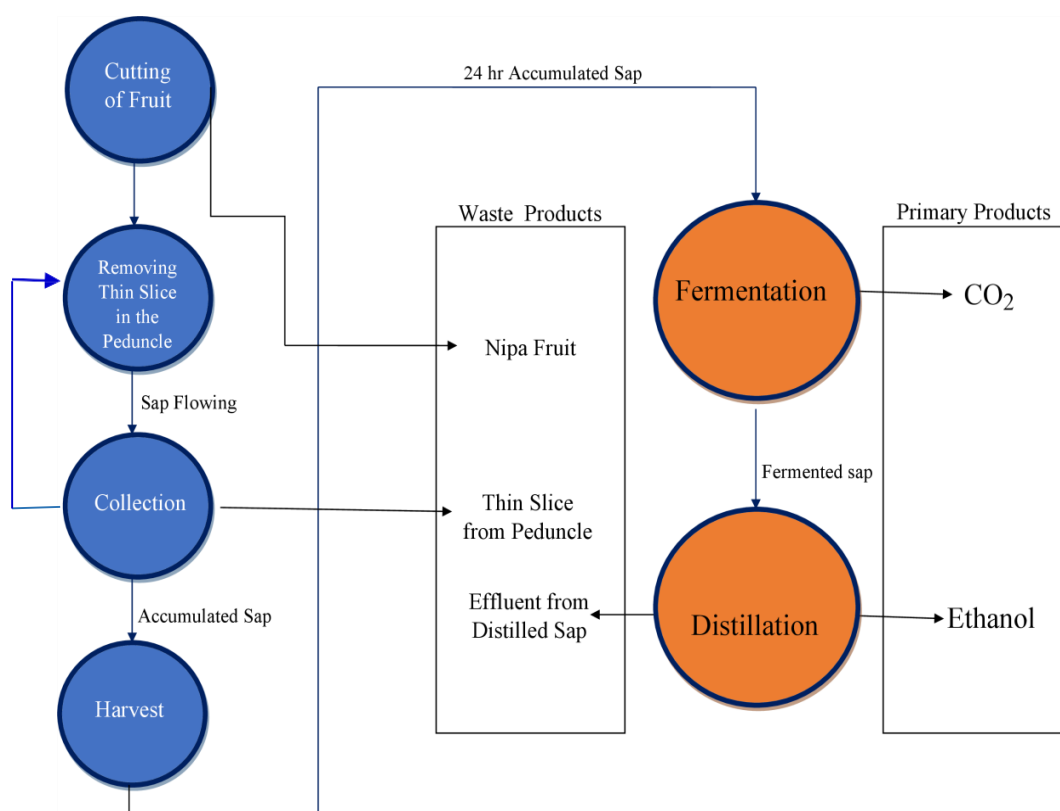 Cutting
of Fruit
Removing
Thin Slice
in the
Peduncle
Sap Flowing
Collection
Accumulated Sap
Harvest
24 hr Accumulated Sap
Waste Products
Nipa Fruit
Thin Slice
from Peduncle
Effluent from
Distilled Sap
Fermentation
Fermented sap
Distillation
Primary Products
CO2
Ethanol